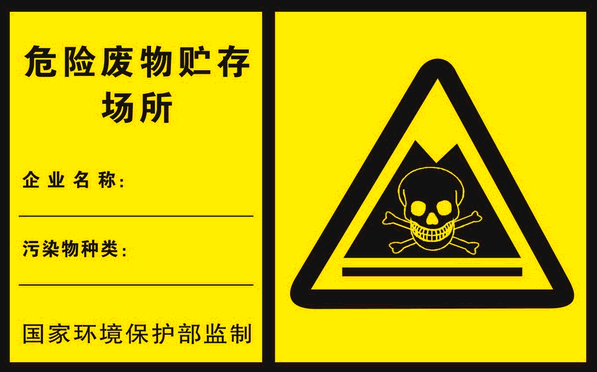 危险废物贮存
场所
企业名称：
污染物种类：
国家环境保护部监制